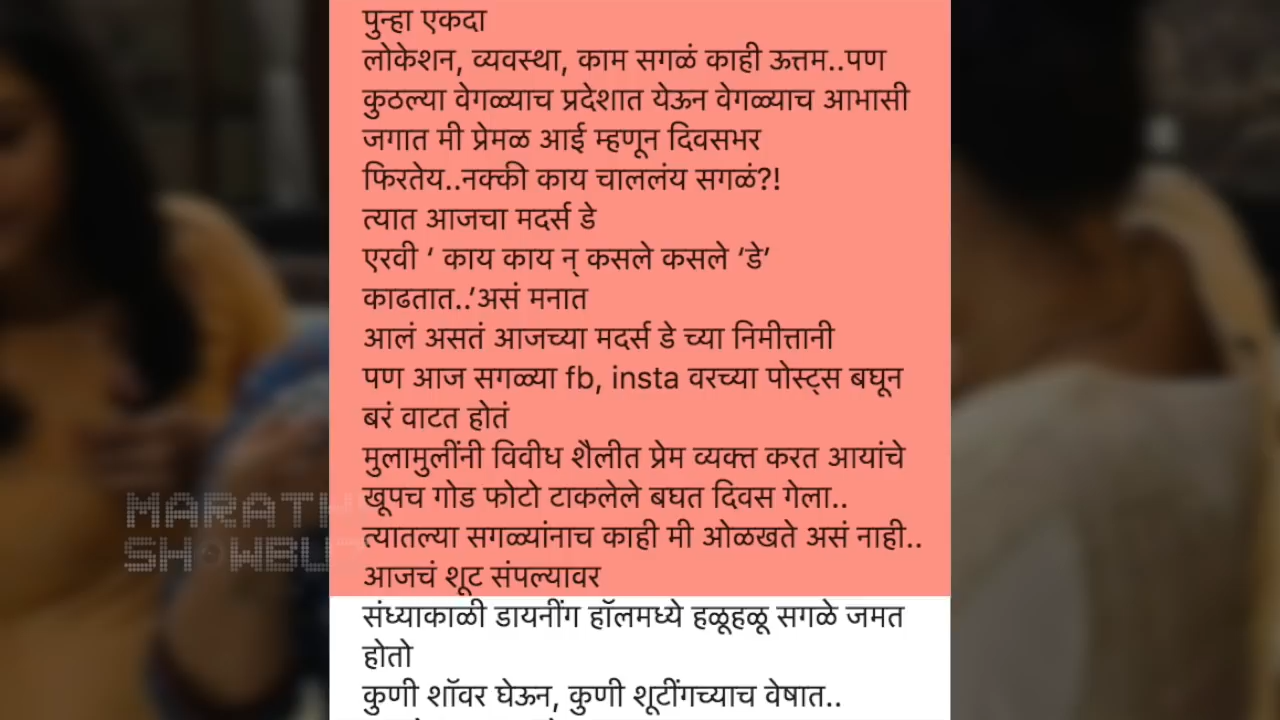 पुन्हा एकदा
लोकेशन, व्यवस्था, काम सगळं काही ऊत्तम..पण
कुठल्या वेगळ्याच प्रदेशात येऊन वेगळ्याच आभासी
जगात मी प्रेमळ आई म्हणून दिवसभर
फिरतेय..नक्की काय चाललंय सगळं?!
त्यात आजचा मदर्स डे
एरवी ‘ काय काय न् कसले कसले ‘डे’
काढतात..’असं मनात
आलं असतं आजच्या मदर्स डे च्या निमीत्तानी
पण आज सगळ्या fb, insta वरच्या पोस्ट्स बघून
बरं वाटत होतं
मुलामुलींनी विवीध शैलीत प्रेम व्यक्त करत आयांचे
खूपच गोड फोटो टाकलेले बघत दिवस गेला..
त्यातल्या सगळ्यांनाच काही मी ओळखते असं नाही..
आजचं शूट संपल्यावर
संध्याकाळी डायनींग हॉलमध्ये हळूहळू सगळे जमत
होतो
कुणी शॉवर घेऊन, कुणी शूटींगच्याच वेषात..
MARATH
SHOWBU